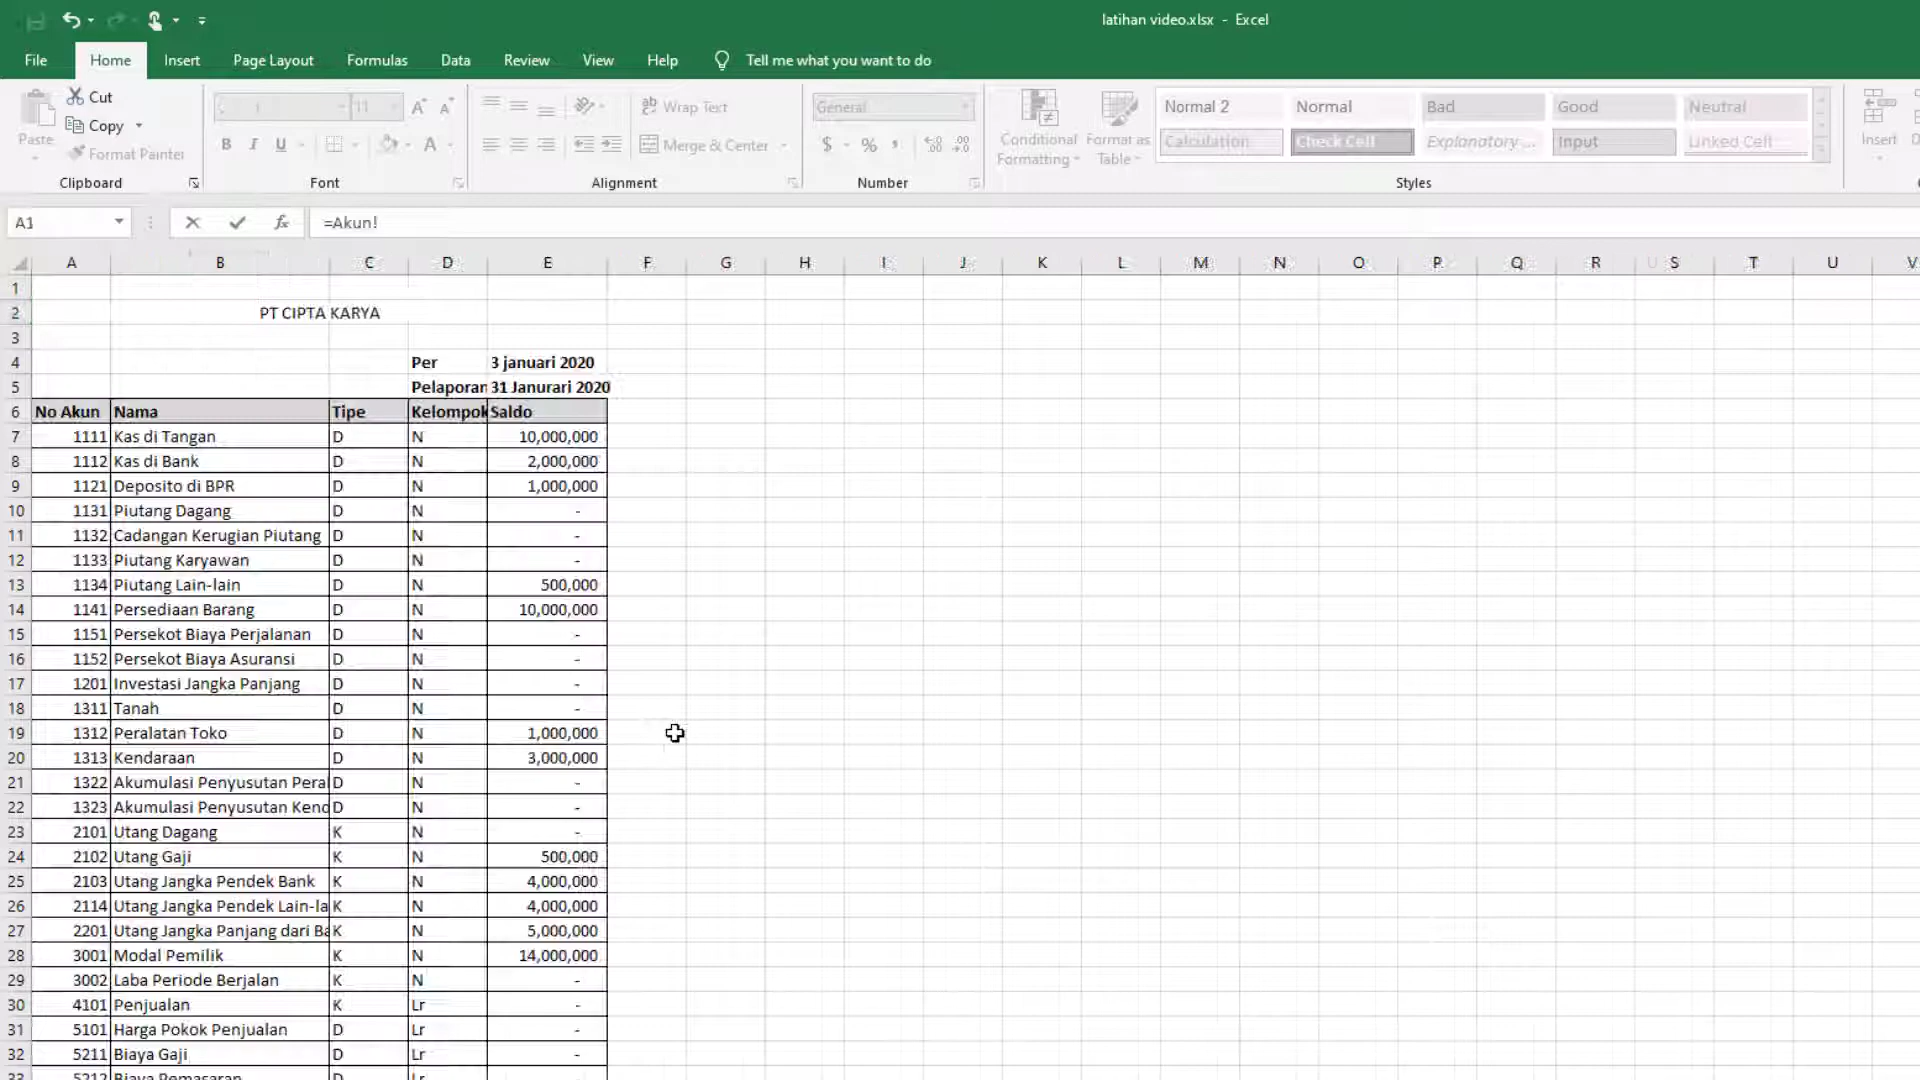 latihan video.xlsx - Excel
File Home Insert Page Layout Formulas Data Review View Help Tell me what you want to do
Paste Cut Copy Format Painter
Clipboard
11
B I U A
Font
Wrap Text
Merge & Center
Alignment
General
$ % ,
Number
Conditional Formatting
Format as Table
Normal 2 Normal Bad Good Neutral
Calculation Check Cell Explanatory ... Input Linked Cell
Styles
Insert
A1 fx =Akun!
A B C D E F G H I J K L M N O P Q R S T U V
1
2 PT CIPTA KARYA
3
4 Per 3 januari 2020
5 Pelaporan 31 Janurari 2020
6 No Akun Nama Tipe Kelompok Saldo
7 1111 Kas di Tangan D N 10,000,000
8 1112 Kas di Bank D N 2,000,000
9 1121 Deposito di BPR D N 1,000,000
10 1131 Piutang Dagang D N -
11 1132 Cadangan Kerugian Piutang D N -
12 1133 Piutang Karyawan D N -
13 1134 Piutang Lain-lain D N 500,000
14 1141 Persediaan Barang D N 10,000,000
15 1151 Persekot Biaya Perjalanan D N -
16 1152 Persekot Biaya Asuransi D N -
17 1201 Investasi Jangka Panjang D N -
18 1311 Tanah D N -
19 1312 Peralatan Toko D N 1,000,000
20 1313 Kendaraan D N 3,000,000
21 1322 Akumulasi Penyusutan Pera D N -
22 1323 Akumulasi Penyusutan Kend D N -
23 2101 Utang Dagang K N -
24 2102 Utang Gaji K N 500,000
25 2103 Utang Jangka Pendek Bank K N 4,000,000
26 2114 Utang Jangka Pendek Lain-la K N 4,000,000
27 2201 Utang Jangka Panjang dari Ba K N 5,000,000
28 3001 Modal Pemilik K N 14,000,000
29 3002 Laba Periode Berjalan K N -
30 4101 Penjualan K Lr -
31 5101 Harga Pokok Penjualan D Lr -
32 5211 Biaya Gaji D Lr -
33 5212 Biaya Pemasaran D Lr